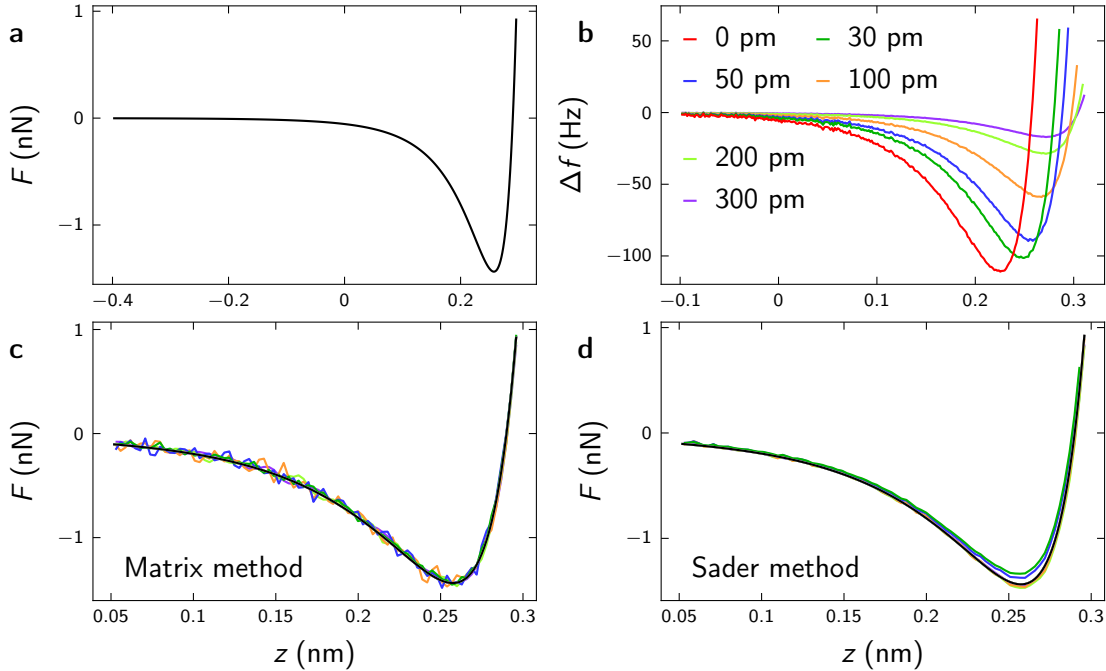 a
F (nN)
1
0
−1
−0.4 −0.2 0 0.2
b
Δf (Hz)
50
0
−50
−100
0 pm 30 pm
50 pm 100 pm
200 pm
300 pm
−0.1 0 0.1 0.2 0.3
c
F (nN)
1
0
−1
Matrix method
0.05 0.1 0.15 0.2 0.25 0.3
z (nm)
d
F (nN)
1
0
−1
Sader method
0.05 0.1 0.15 0.2 0.25 0.3
z (nm)